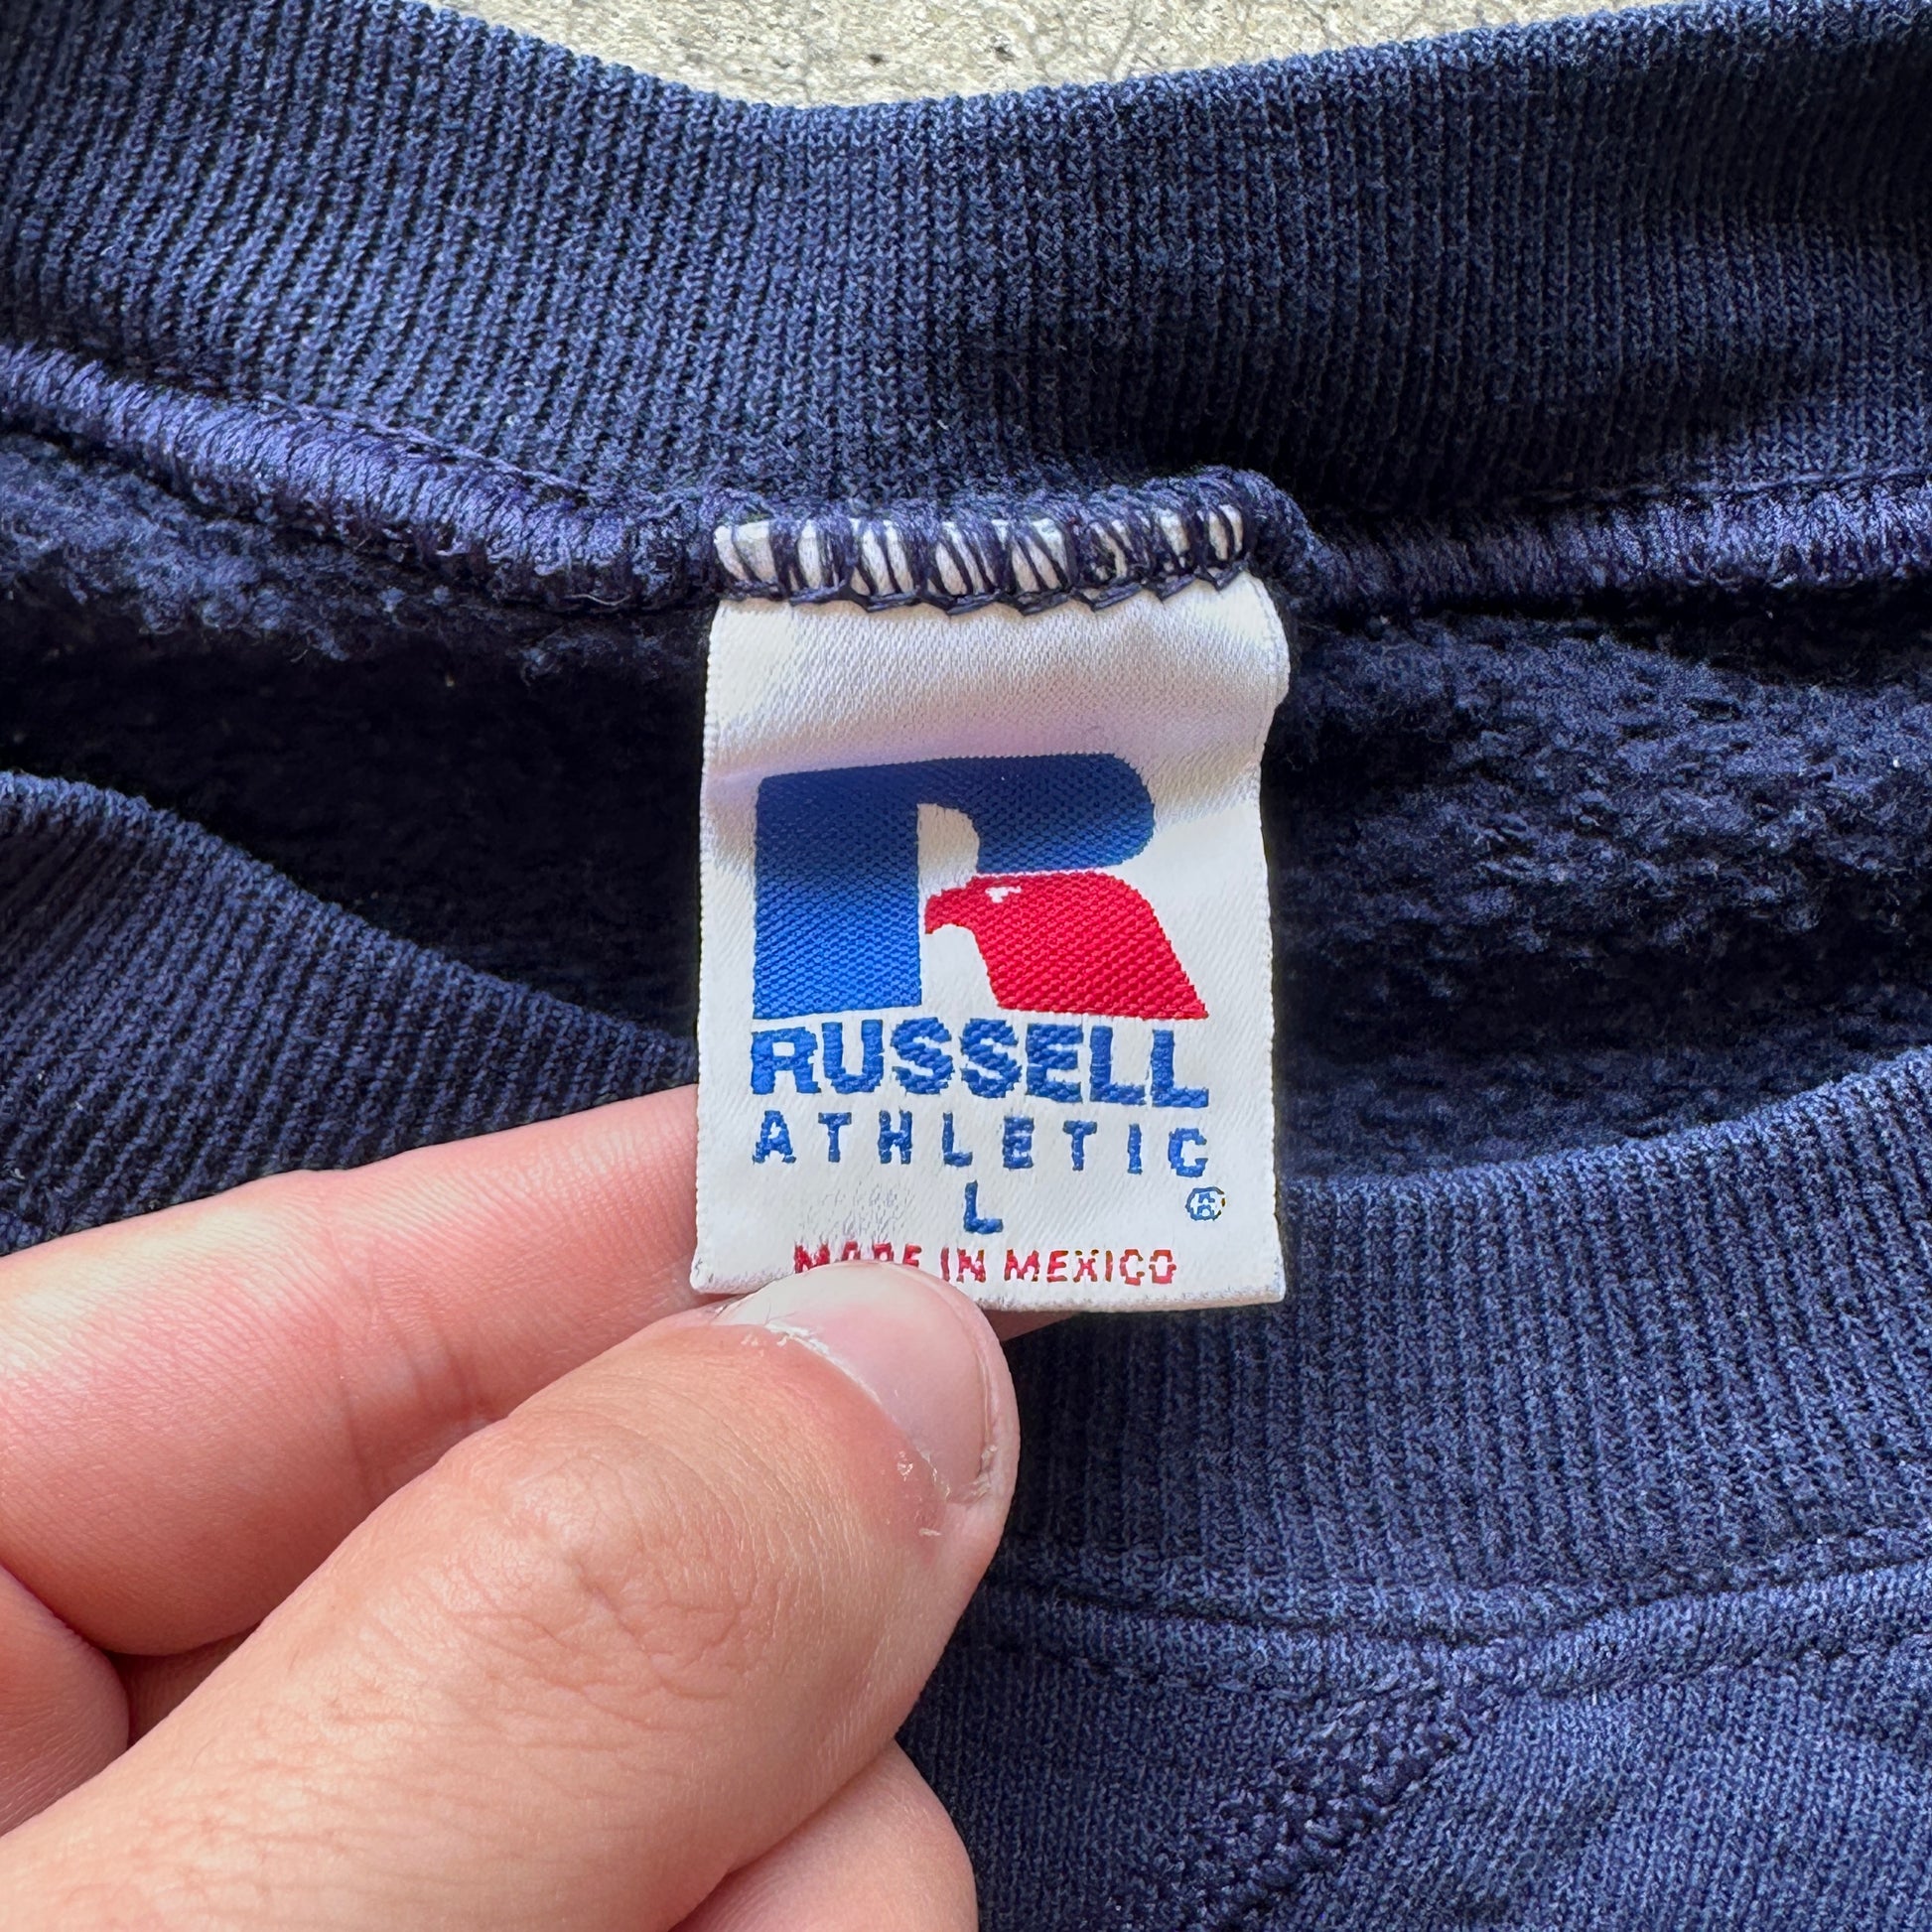 RUSSELL
ATHLETIC
L ®
MADE IN MEXICO